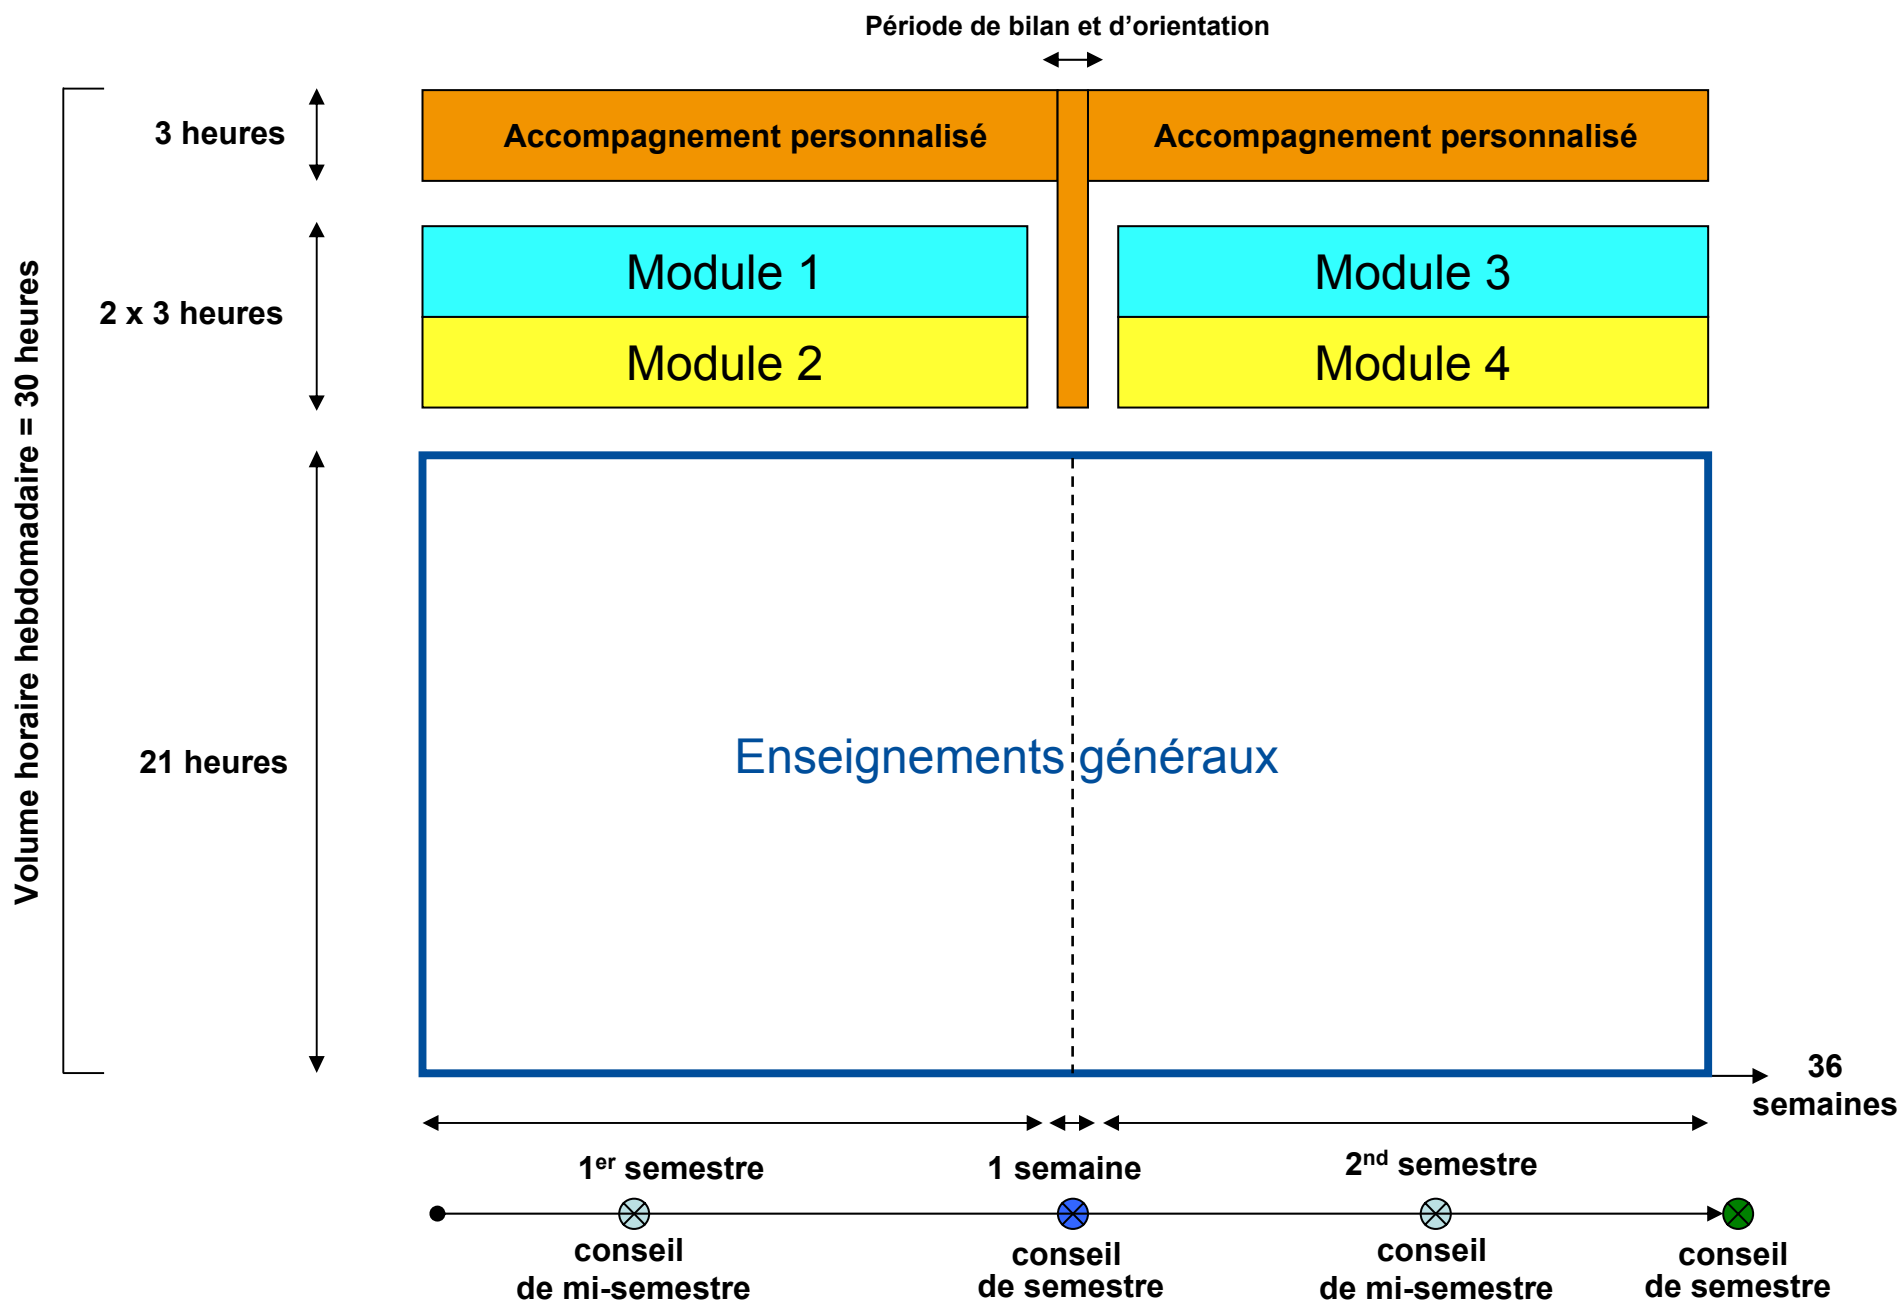 Période de bilan et d’orientation
3 heures
Accompagnement personnalisé
Accompagnement personnalisé
2 x 3 heures
Module 1
Module 3
Module 2
Module 4
Volume horaire hebdomadaire = 30 heures
21 heures
Enseignements généraux
36
semaines
1er semestre
1 semaine
2nd semestre
conseil
de mi-semestre
conseil
de semestre
conseil
de mi-semestre
conseil
de semestre